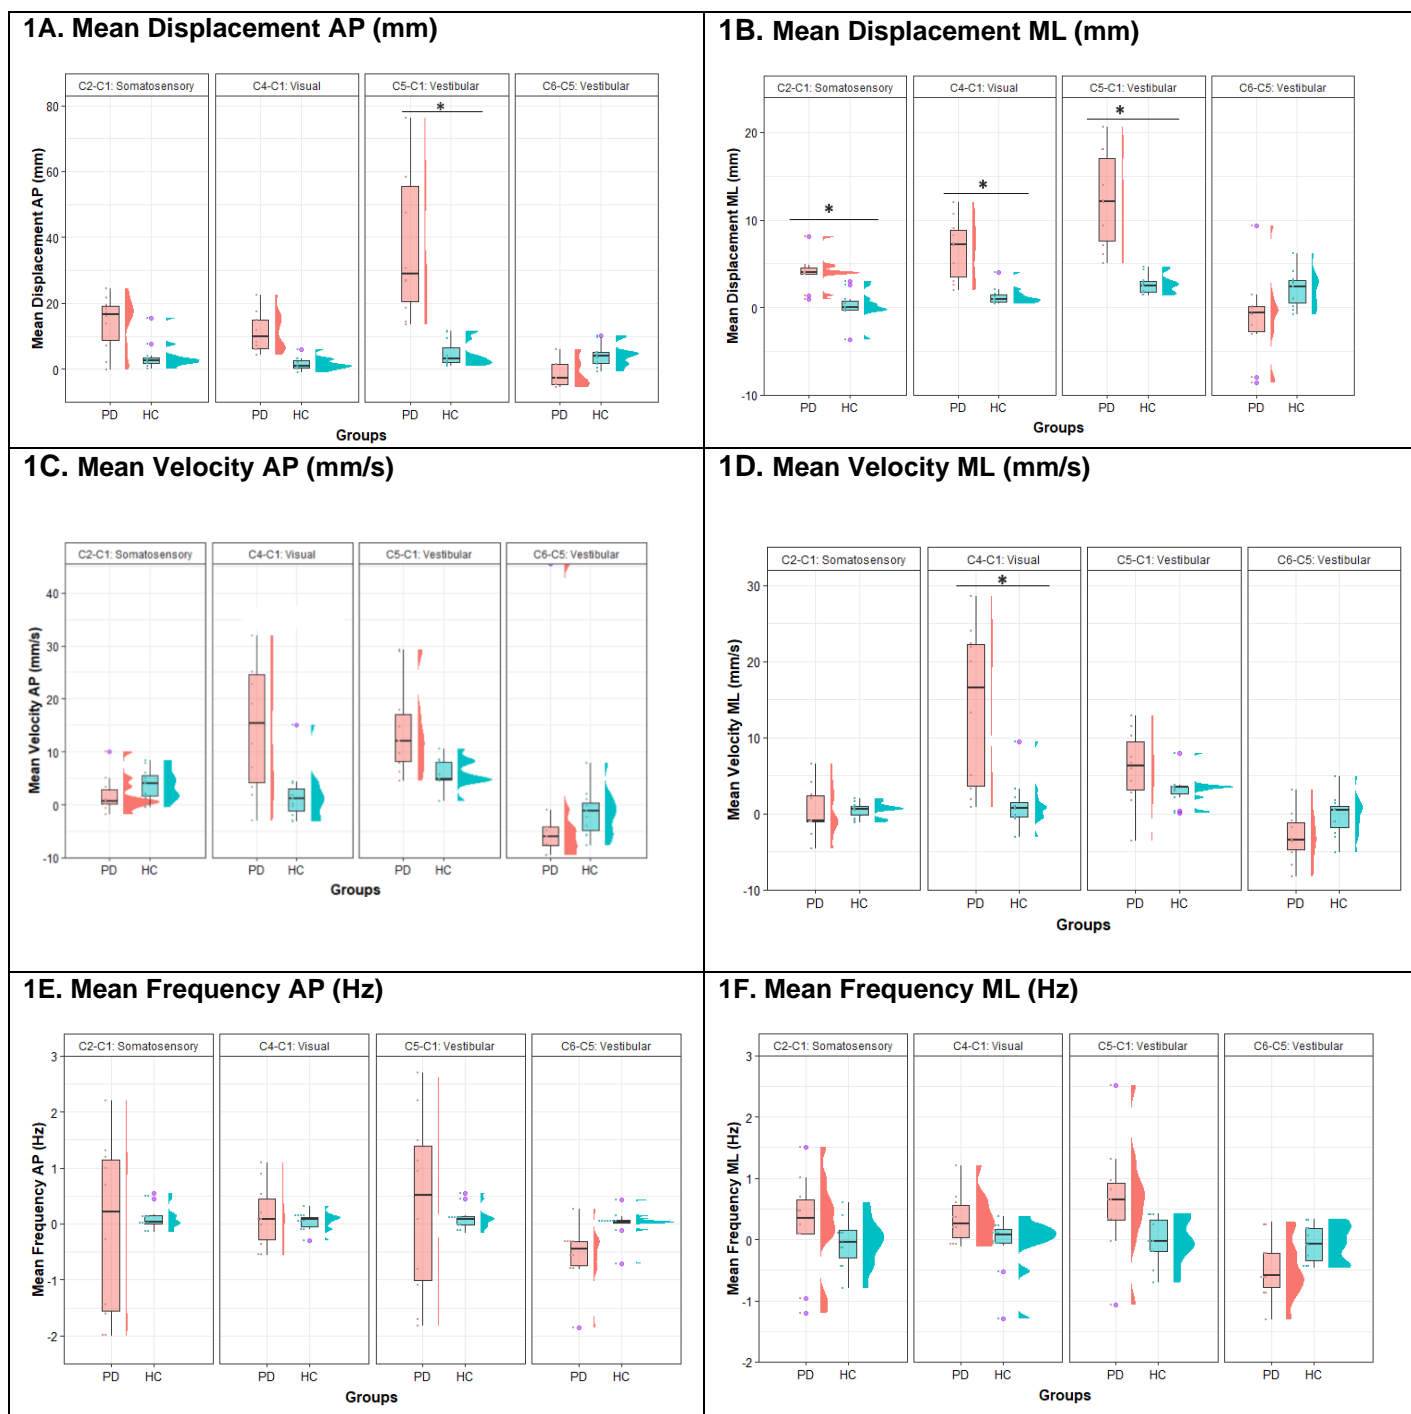 1A. Mean Displacement AP (mm)
C2-C1: Somatosensory C4-C1: Visual C5-C1: Vestibular C6-C5: Vestibular
*
80
60
40
20
0
Mean Displacement AP (mm)
PD HC PD HC PD HC PD HC
Groups
1B. Mean Displacement ML (mm)
C2-C1: Somatosensory C4-C1: Visual C5-C1: Vestibular C6-C5: Vestibular
* * *
20
10
0
-10
Mean Displacement ML (mm)
PD HC PD HC PD HC PD HC
Groups
1C. Mean Velocity AP (mm/s)
C2-C1: Somatosensory C4-C1: Visual C5-C1: Vestibular C6-C5: Vestibular
40
30
20
10
0
-10
Mean Velocity AP (mm/s)
PD HC PD HC PD HC PD HC
Groups
1D. Mean Velocity ML (mm/s)
C2-C1: Somatosensory C4-C1: Visual C5-C1: Vestibular C6-C5: Vestibular
*
30
20
10
0
-10
Mean Velocity ML (mm/s)
PD HC PD HC PD HC PD HC
Groups
1E. Mean Frequency AP (Hz)
C2-C1: Somatosensory C4-C1: Visual C5-C1: Vestibular C6-C5: Vestibular
3
2
1
0
-1
-2
Mean Frequency AP (Hz)
PD HC PD HC PD HC PD HC
Groups
1F. Mean Frequency ML (Hz)
C2-C1: Somatosensory C4-C1: Visual C5-C1: Vestibular C6-C5: Vestibular
3
2
1
0
-1
-2
Mean Frequency ML (Hz)
PD HC PD HC PD HC PD HC
Groups